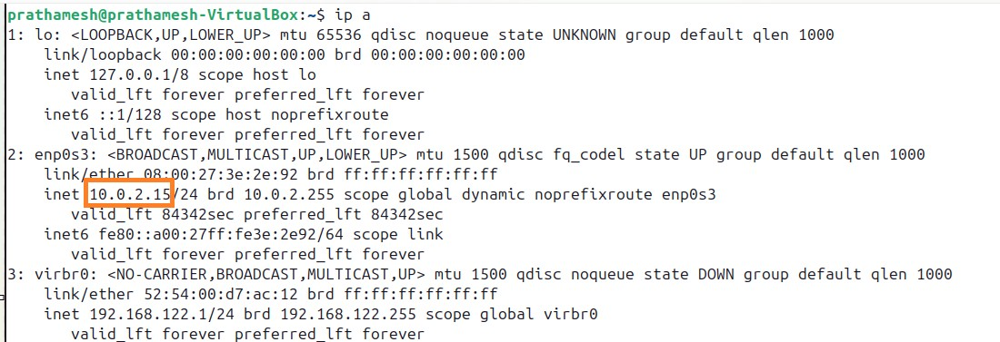 prathamesh@prathamesh-VirtualBox:~$ ip a
1: lo: <LOOPBACK,UP,LOWER_UP> mtu 65536 qdisc noqueue state UNKNOWN group default qlen 1000
    link/loopback 00:00:00:00:00:00 brd 00:00:00:00:00:00
    inet 127.0.0.1/8 scope host lo
       valid_lft forever preferred_lft forever
    inet6 ::1/128 scope host noprefixroute
       valid_lft forever preferred_lft forever
2: enp0s3: <BROADCAST,MULTICAST,UP,LOWER_UP> mtu 1500 qdisc fq_codel state UP group default qlen 1000
    link/ether 08:00:27:3e:2e:92 brd ff:ff:ff:ff:ff:ff
    inet 10.0.2.15/24 brd 10.0.2.255 scope global dynamic noprefixroute enp0s3
       valid_lft 84342sec preferred_lft 84342sec
    inet6 fe80::a00:27ff:fe3e:2e92/64 scope link
       valid_lft forever preferred_lft forever
3: virbr0: <NO-CARRIER,BROADCAST,MULTICAST,UP> mtu 1500 qdisc noqueue state DOWN group default qlen 1000
    link/ether 52:54:00:d7:ac:12 brd ff:ff:ff:ff:ff:ff
    inet 192.168.122.1/24 brd 192.168.122.255 scope global virbr0
       valid_lft forever preferred_lft forever